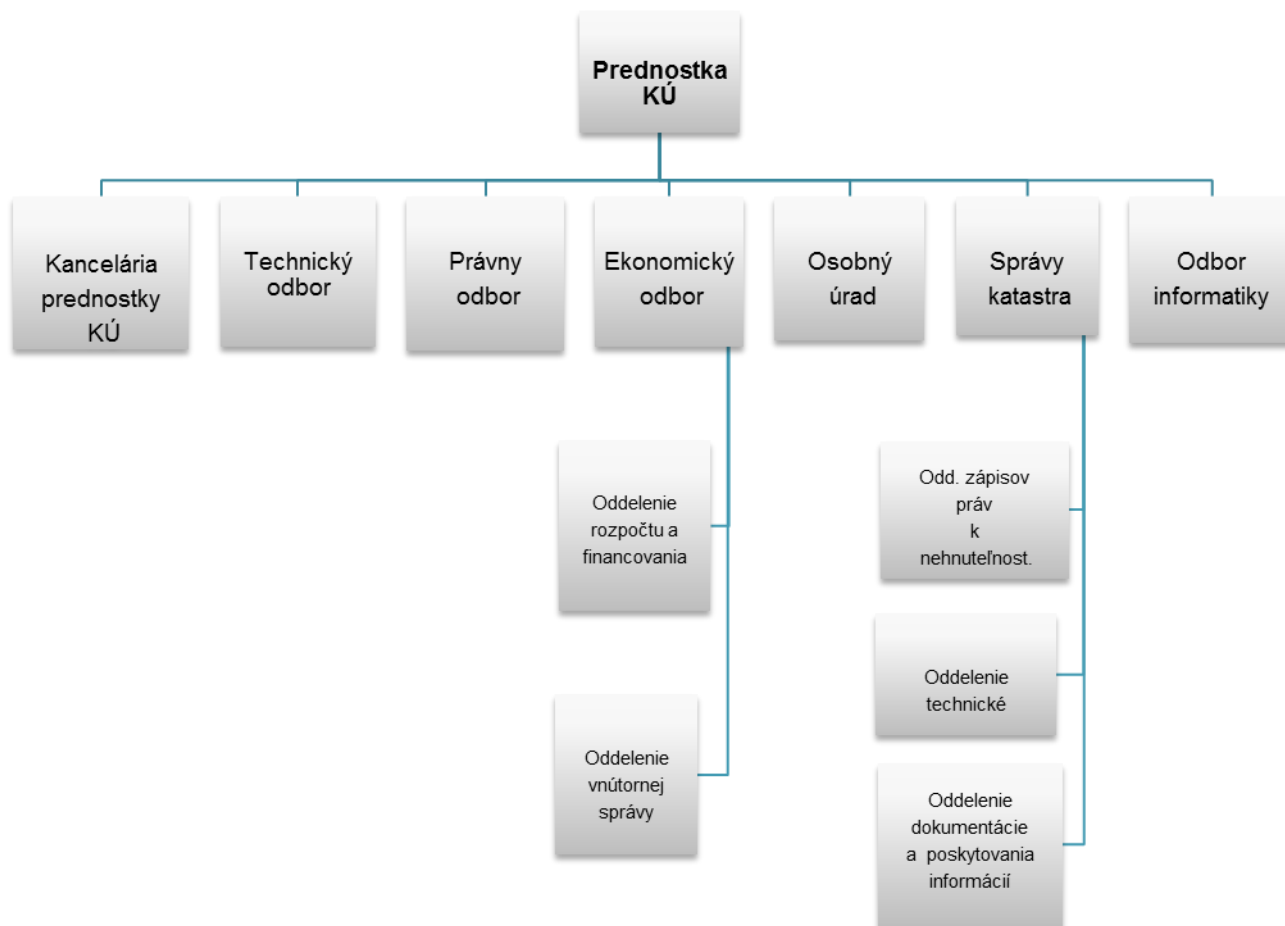 Prednostka
KÚ
Kancelária
prednostky
KÚ
Technický
odbor
Právny
odbor
Ekonomický
odbor
Osobný
úrad
Správy
katastra
Odbor
informatiky
Oddelenie
rozpočtu a
financovania
Oddelenie
vnútornej
správy
Odd. zápisov
práv
k
nehnuteľnost.
Oddelenie
technické
Oddelenie
dokumentácie
a poskytovania
informácií